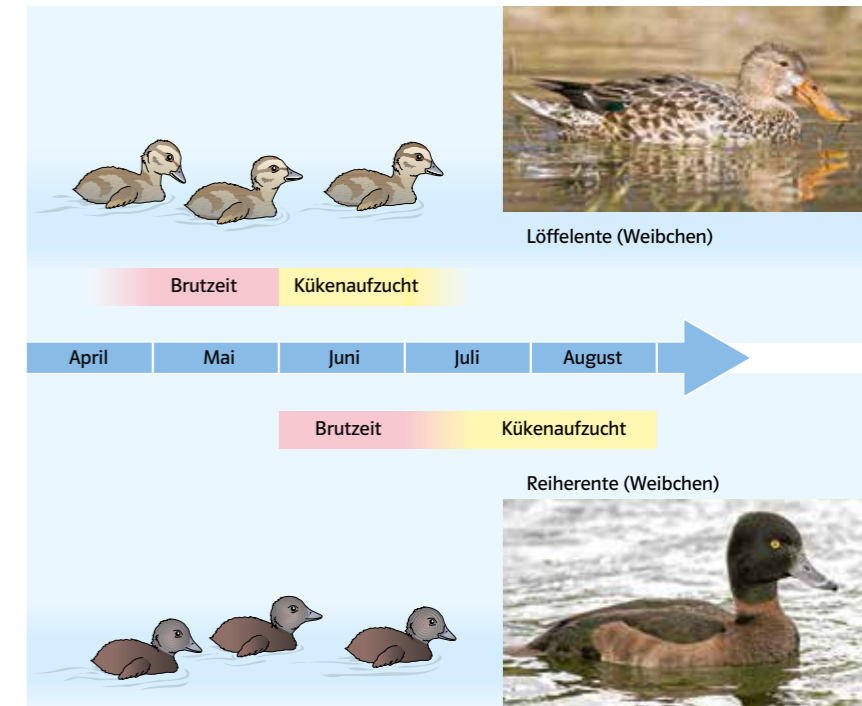 Löffelente (Weibchen)
Brutzeit Kükenaufzucht
April Mai Juni Juli August
Brutzeit Kükenaufzucht
Reiherente (Weibchen)